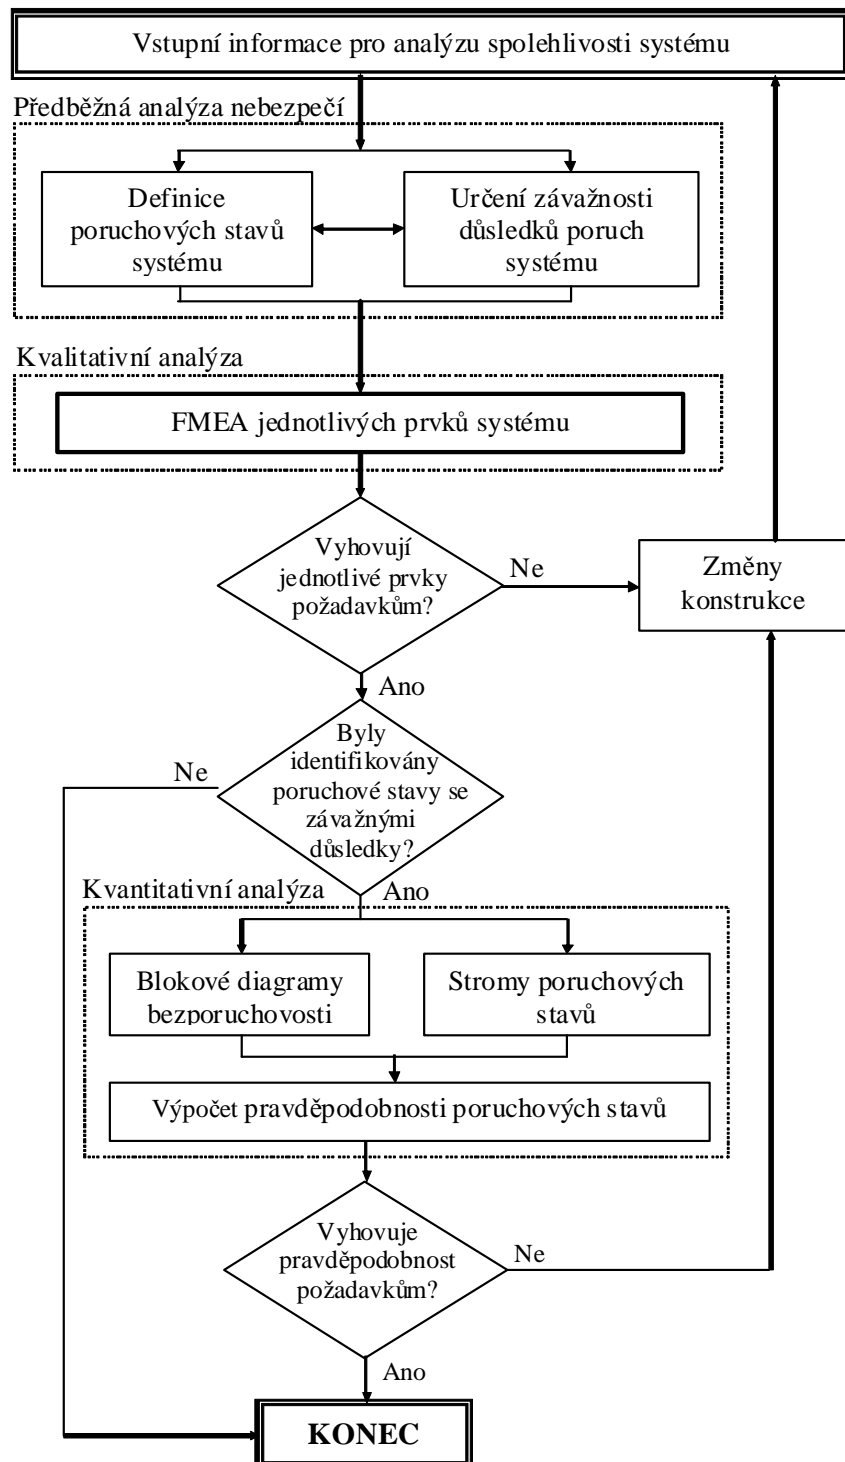 Vstupní informace pro analýzu spolehlivosti systému
Předběžná analýza nebezpečí
Definice
poruchových stavů
systému
Určení závažnosti
důsledků poruch
systému
Kvalitativní analýza
FMEA jednotlivých prvků systému
Vyhovují
jednotlivé prvky
požadavkům?
Ne
Změny
konstrukce
Ano
Byly
identifikovány
poruchové stavy se
závažnými
důsledky?
Ne
Ano
Kvantitativní analýza
Blokové diagramy
bezporuchovosti
Stromy poruchových
stavů
Výpočet pravděpodobnosti poruchových stavů
Vyhovuje
pravděpodobnost
požadavkům?
Ne
Ano
KONEC